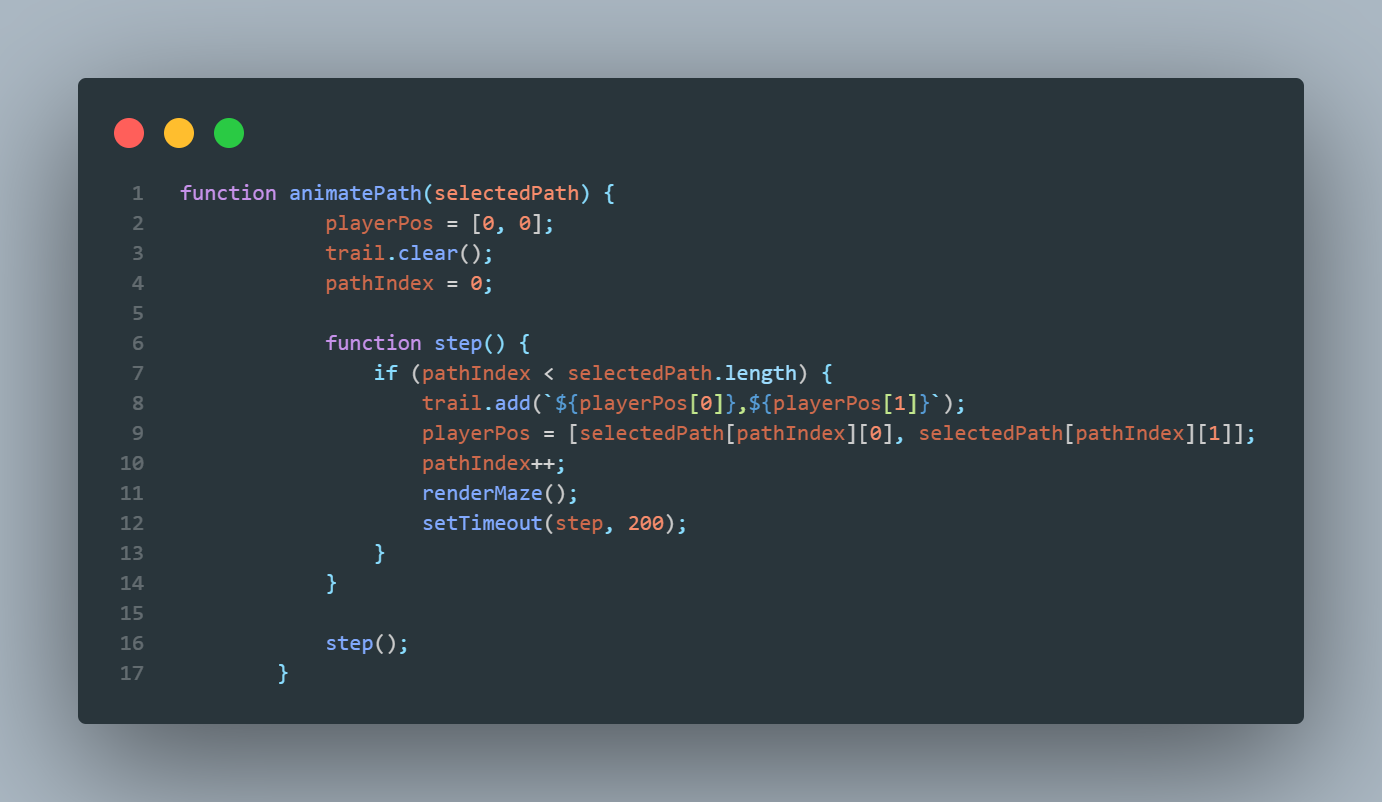 1 function animatePath(selectedPath) {
2             playerPos = [0, 0];
3             trail.clear();
4             pathIndex = 0;
5
6             function step() {
7                 if (pathIndex < selectedPath.length) {
8                     trail.add(`${playerPos[0]},${playerPos[1]}`);
9                     playerPos = [selectedPath[pathIndex][0], selectedPath[pathIndex][1]];
10                     pathIndex++;
11                     renderMaze();
12                     setTimeout(step, 200);
13                 }
14             }
15
16             step();
17         }